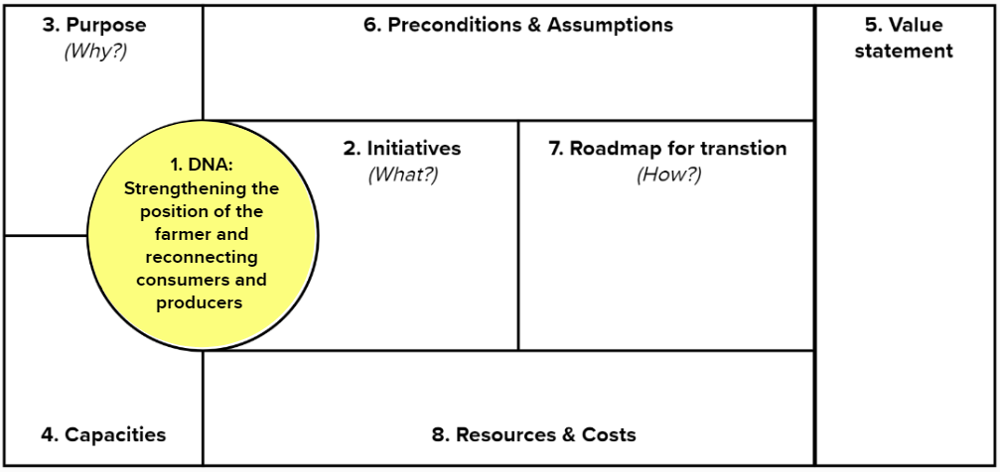 3. Purpose
(Why?)
6. Preconditions & Assumptions
5. Value
statement
1. DNA:
Strengthening the
position of the
farmer and
reconnecting
consumers and
producers
2. Initiatives
(What?)
7. Roadmap for transtion
(How?)
4. Capacities
8. Resources & Costs